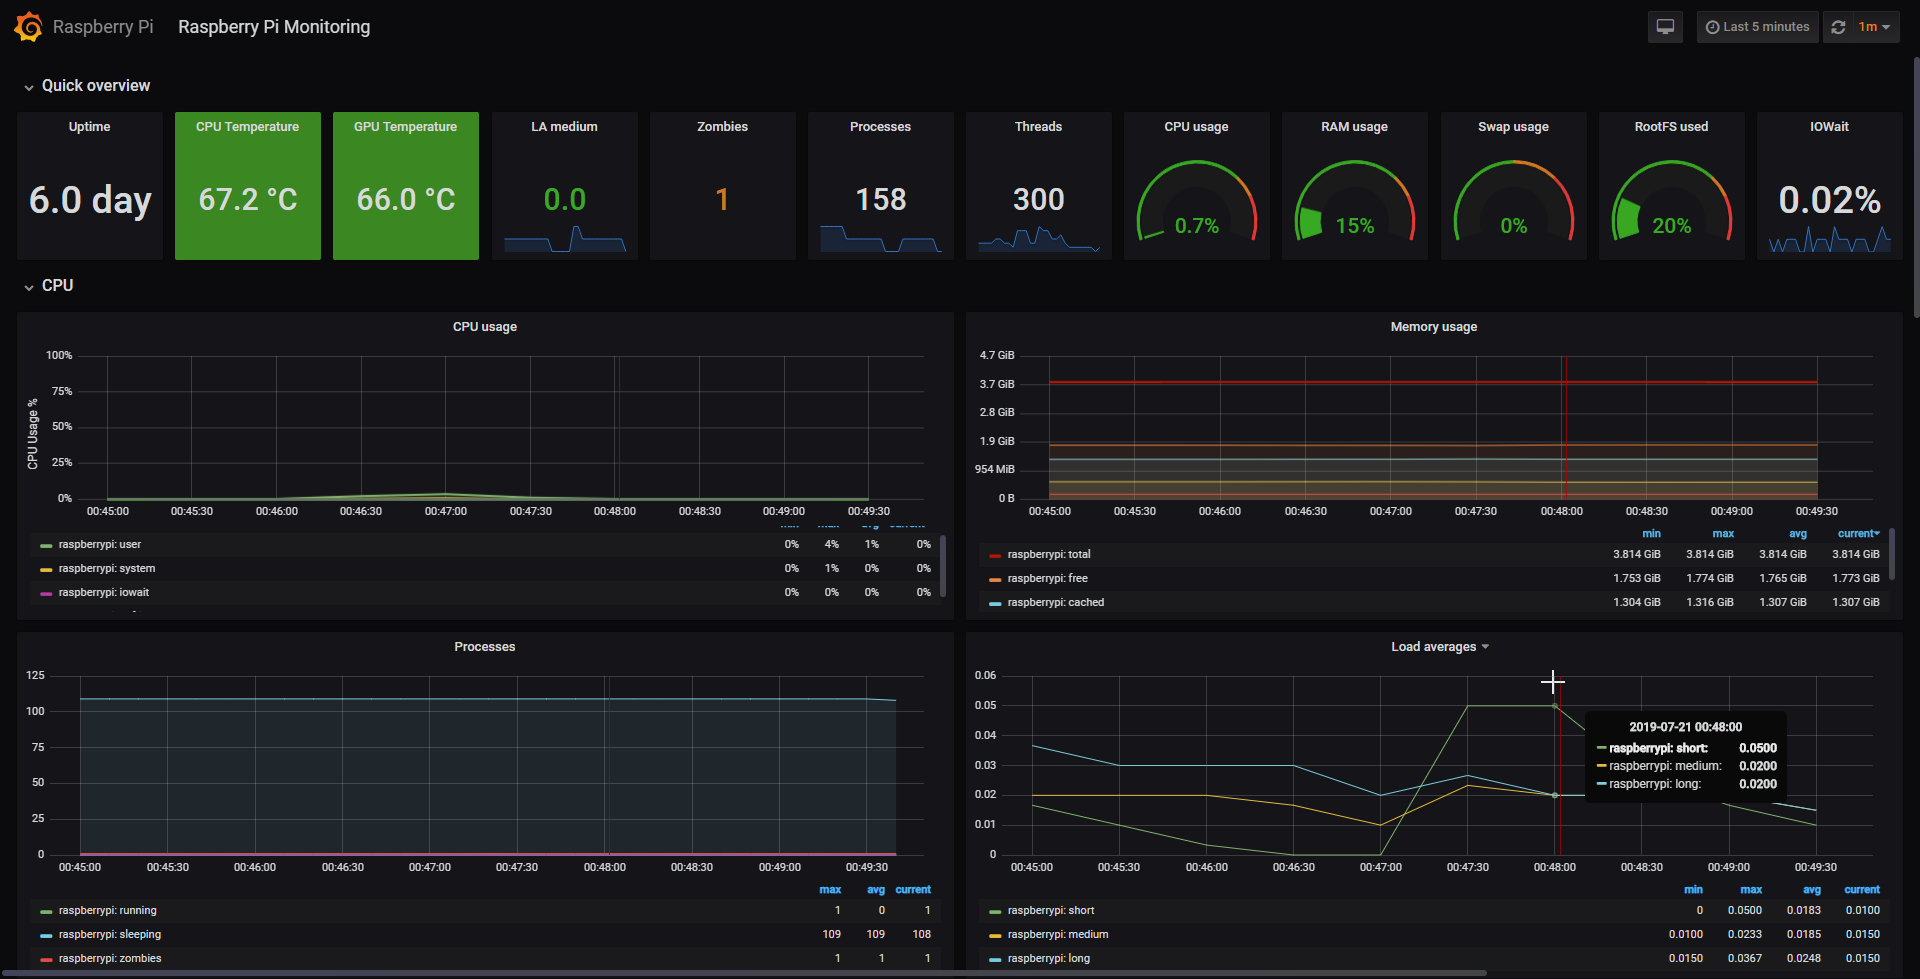 Raspberry Pi Raspberry Pi Monitoring Last 5 minutes 1m
Quick overview
Uptime CPU Temperature GPU Temperature LA medium Zombies Processes Threads CPU usage RAM usage Swap usage RootFS used IOWait
6.0 day 67.2 °C 66.0 °C 0.0 1 158 300 0.7% 15% 0% 20% 0.02%
CPU
CPU usage
100%
75%
50%
25%
0%
CPU Usage %
00:45:00 00:45:30 00:46:00 00:46:30 00:47:00 00:47:30 00:48:00 00:48:30 00:49:00 00:49:30
raspberrypi: user 0% 4% 1% 0%
raspberrypi: system 0% 1% 0% 0%
raspberrypi: iowait 0% 0% 0% 0%
Memory usage
4.7 GiB
3.7 GiB
2.8 GiB
1.9 GiB
954 MiB
0 B
00:45:00 00:45:30 00:46:00 00:46:30 00:47:00 00:47:30 00:48:00 00:48:30 00:49:00 00:49:30
min max avg current
raspberrypi: total 3.814 GiB 3.814 GiB 3.814 GiB 3.814 GiB
raspberrypi: free 1.753 GiB 1.774 GiB 1.765 GiB 1.773 GiB
raspberrypi: cached 1.304 GiB 1.316 GiB 1.307 GiB 1.307 GiB
Processes
125
100
75
50
25
0
00:45:00 00:45:30 00:46:00 00:46:30 00:47:00 00:47:30 00:48:00 00:48:30 00:49:00 00:49:30
max avg current
raspberrypi: running 1 0 1
raspberrypi: sleeping 109 109 108
raspberrypi: zombies 1 1 1
Load averages
0.06
0.05
0.04
0.03
0.02
0.01
0
2019-07-21 00:48:00
raspberrypi: short: 0.0500
raspberrypi: medium: 0.0200
raspberrypi: long: 0.0200
00:45:00 00:45:30 00:46:00 00:46:30 00:47:00 00:47:30 00:48:00 00:48:30 00:49:00 00:49:30
min max avg current
raspberrypi: short 0 0.0500 0.0183 0.0100
raspberrypi: medium 0.0100 0.0233 0.0185 0.0150
raspberrypi: long 0.0150 0.0367 0.0248 0.0150